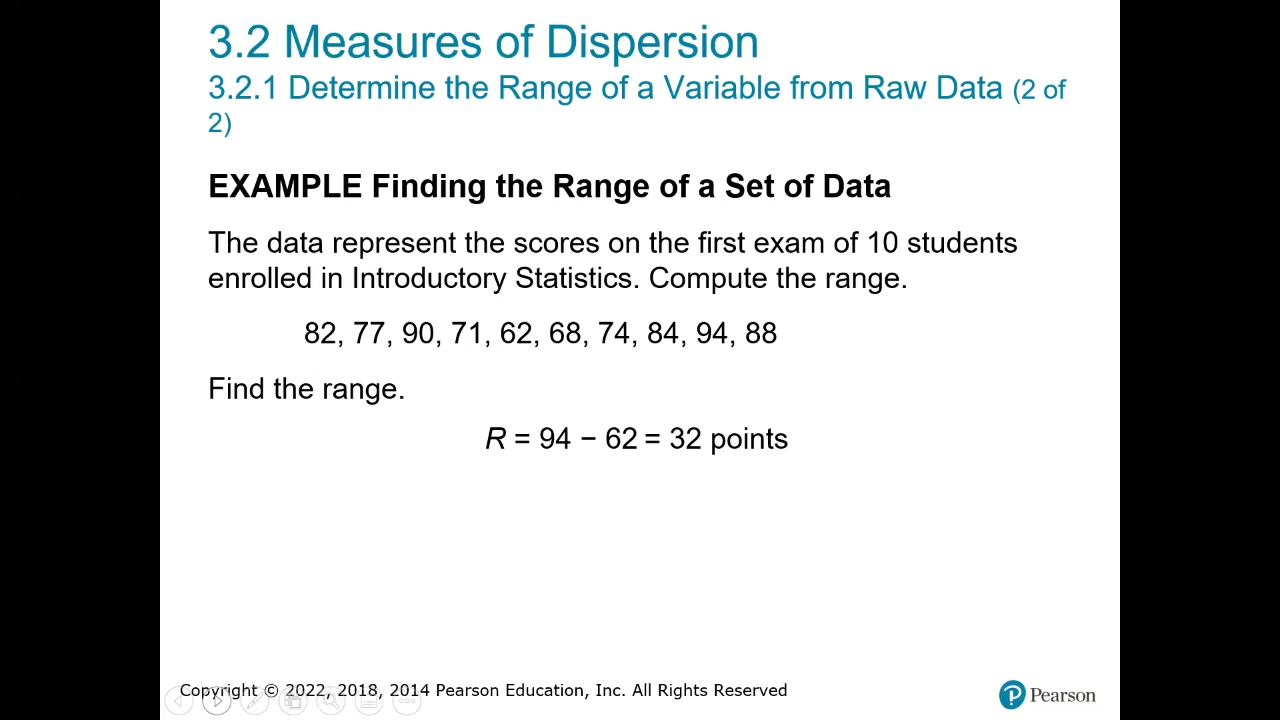 3.2 Measures of Dispersion
3.2.1 Determine the Range of a Variable from Raw Data (2 of
2)
EXAMPLE Finding the Range of a Set of Data
The data represent the scores on the first exam of 10 students
enrolled in Introductory Statistics. Compute the range.
82, 77, 90, 71, 62, 68, 74, 84, 94, 88
Find the range.
R = 94 − 62 = 32 points
Copyright © 2022, 2018, 2014 Pearson Education, Inc. All Rights Reserved
P Pearson